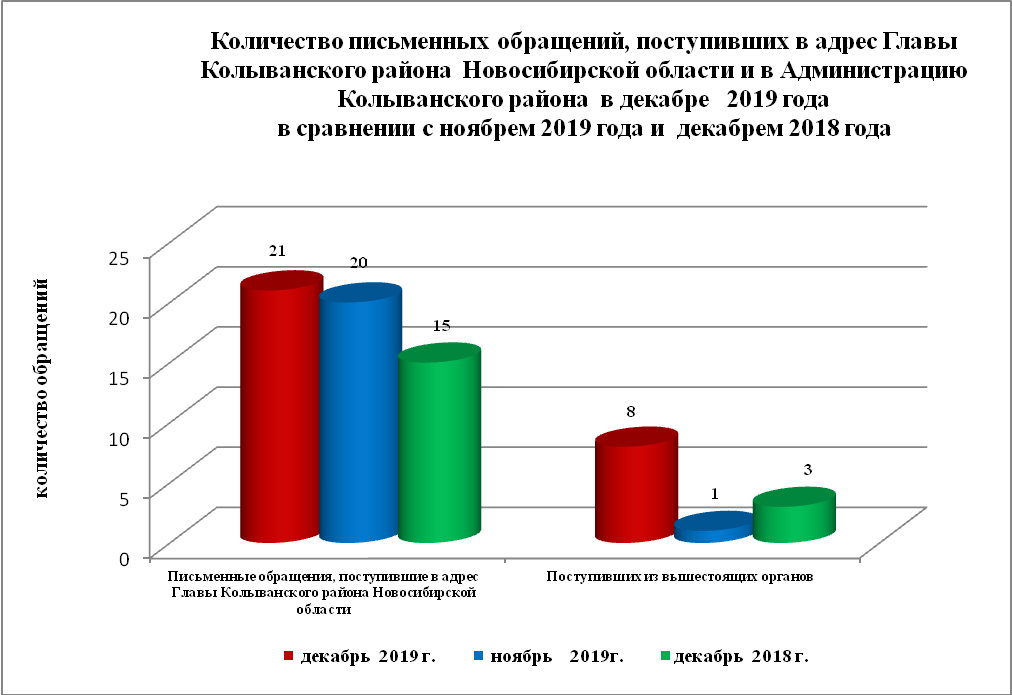 Количество письменных обращений, поступивших в адрес Главы
Колыванского района Новосибирской области и в Администрацию
Колыванского района в декабре 2019 года
в сравнении с ноябрем 2019 года и декабрем 2018 года
количество обращений
25
20
15
10
5
0
21
20
15
8
1
3
Письменные обращения, поступившие в адрес
Главы Колыванского района Новосибирской
области
Поступивших из вышестоящих органов
декабрь 2019 г.
ноябрь 2019г.
декабрь 2018 г.